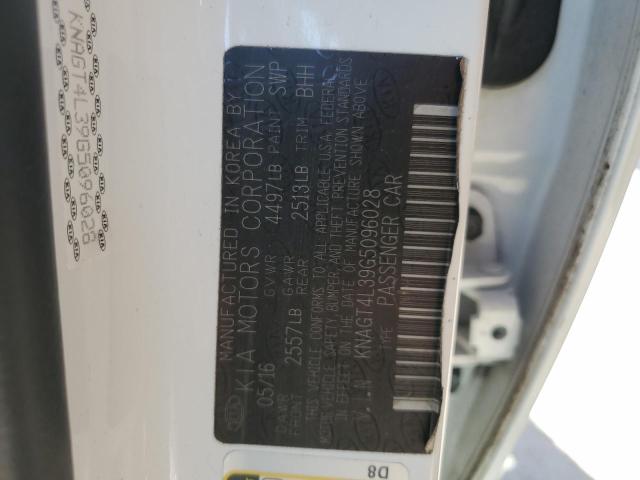 KNAGT4L39G5096028
MANUFACTURED IN KOREA BY
KIA MOTORS CORPORATION
05/16 GVWR 4497LB PAINT SWP
GAWR FRONT 2557LB GAWR REAR 2513LB TRIM BHH
THIS VEHICLE CONFORMS TO ALL APPLICABLE U.S.A. FEDERAL
MOTOR VEHICLE SAFETY, BUMPER, AND THEFT PREVENTION STANDARDS
IN EFFECT ON THE DATE OF MANUFACTURE SHOWN ABOVE
V.I.N KNAGT4L39G5096028
TYPE PASSENGER CAR
KIA
D8